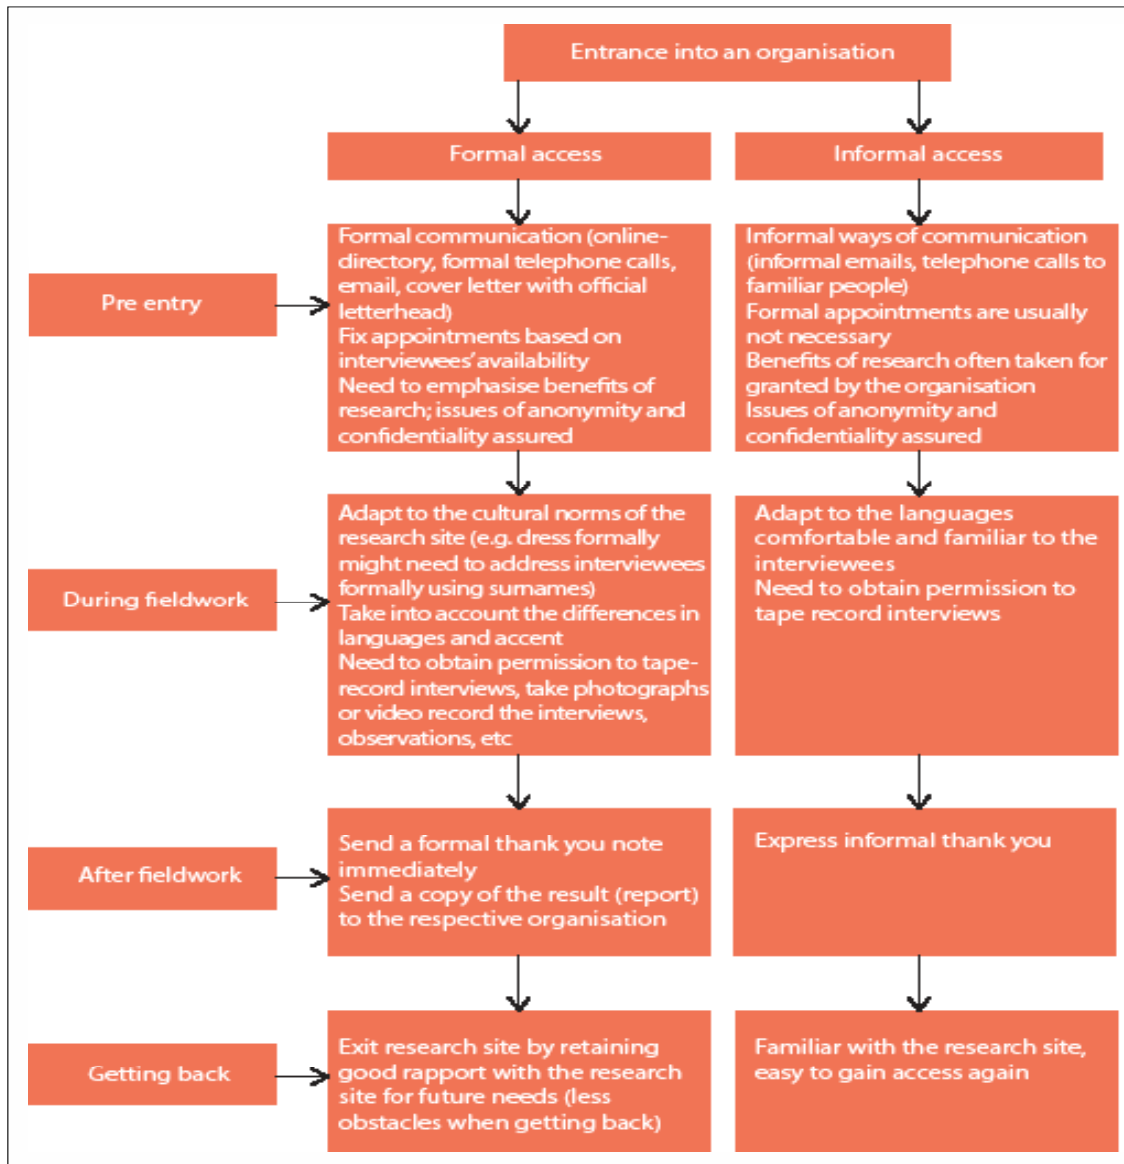 Entrance into an organisation
Formal access
Informal access
Pre entry
Formal communication (online-
directory, formal telephone calls,
email, cover letter with official
letterhead)
Fix appointments based on
interviewees' availability
Need to emphasise benefits of
research; issues of anonymity and
confidentiality assured
Informal ways of communication
(informal emails, telephone calls to
familiar people)
Formal appointments are usually
not necessary
Benefits of research often taken for
granted by the organisation
Issues of anonymity and
confidentiality assured
During fieldwork
Adapt to the cultural norms of the
research site (e.g. dress formally
might need to address interviewees
formally using surnames)
Take into account the differences in
languages and accent
Need to obtain permission to tape-
record interviews, take photographs
or video record the interviews,
observations, etc
Adapt to the languages
comfortable and familiar to the
interviewees
Need to obtain permission to
tape record interviews
After fieldwork
Send a formal thank you note
immediately
Send a copy of the result (report)
to the respective organisation
Express informal thank you
Getting back
Exit research site by retaining
good rapport with the research
site for future needs (less
obstacles when getting back)
Familiar with the research site,
easy to gain access again